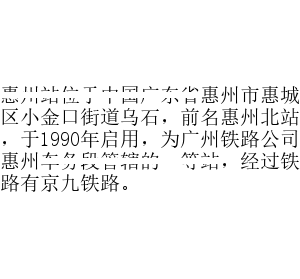 惠州站位于中国广东省惠州市惠城
区小金口街道乌石，前名惠州北站
，于1990年启用，为广州铁路公司
惠州车务段管辖的 等站，经过铁
路有京九铁路。